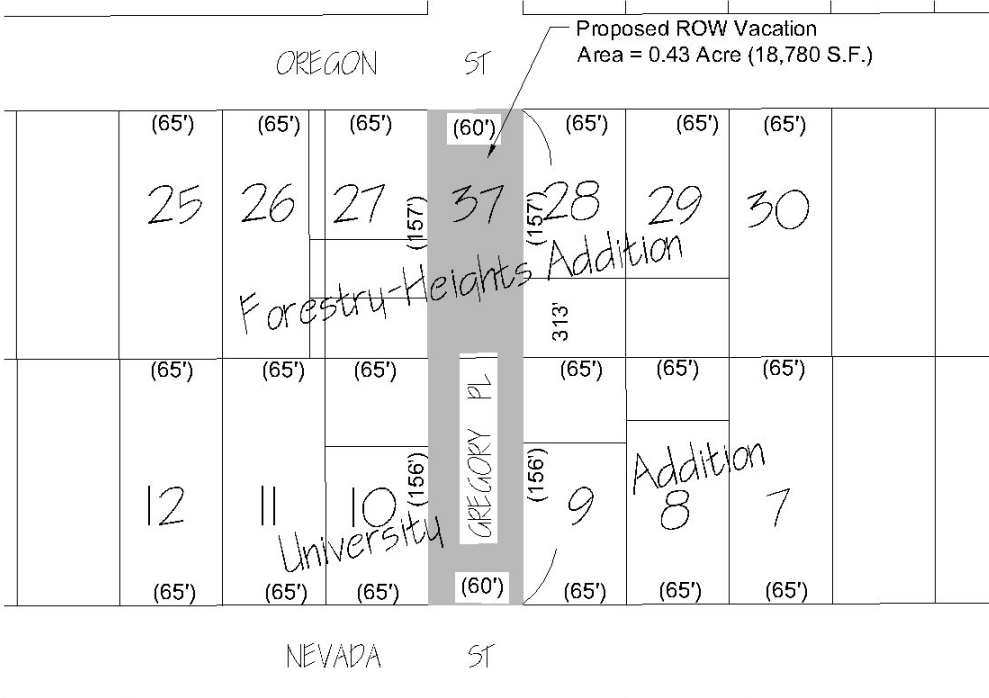 Proposed ROW Vacation
Area = 0.43 Acre (18,780 S.F.)
OREGON ST
(65') (65') (65') (60') (65') (65') (65')
25 26 27 37 28 29 30
(157') (157')
Forestry-Heights Addition
313'
(65') (65') (65') (65') (65') (65')
GREGORY PL
(156') (156')
12 11 10 9 8 7
University Addition
(65') (65') (65') (60') (65') (65') (65')
NEVADA ST